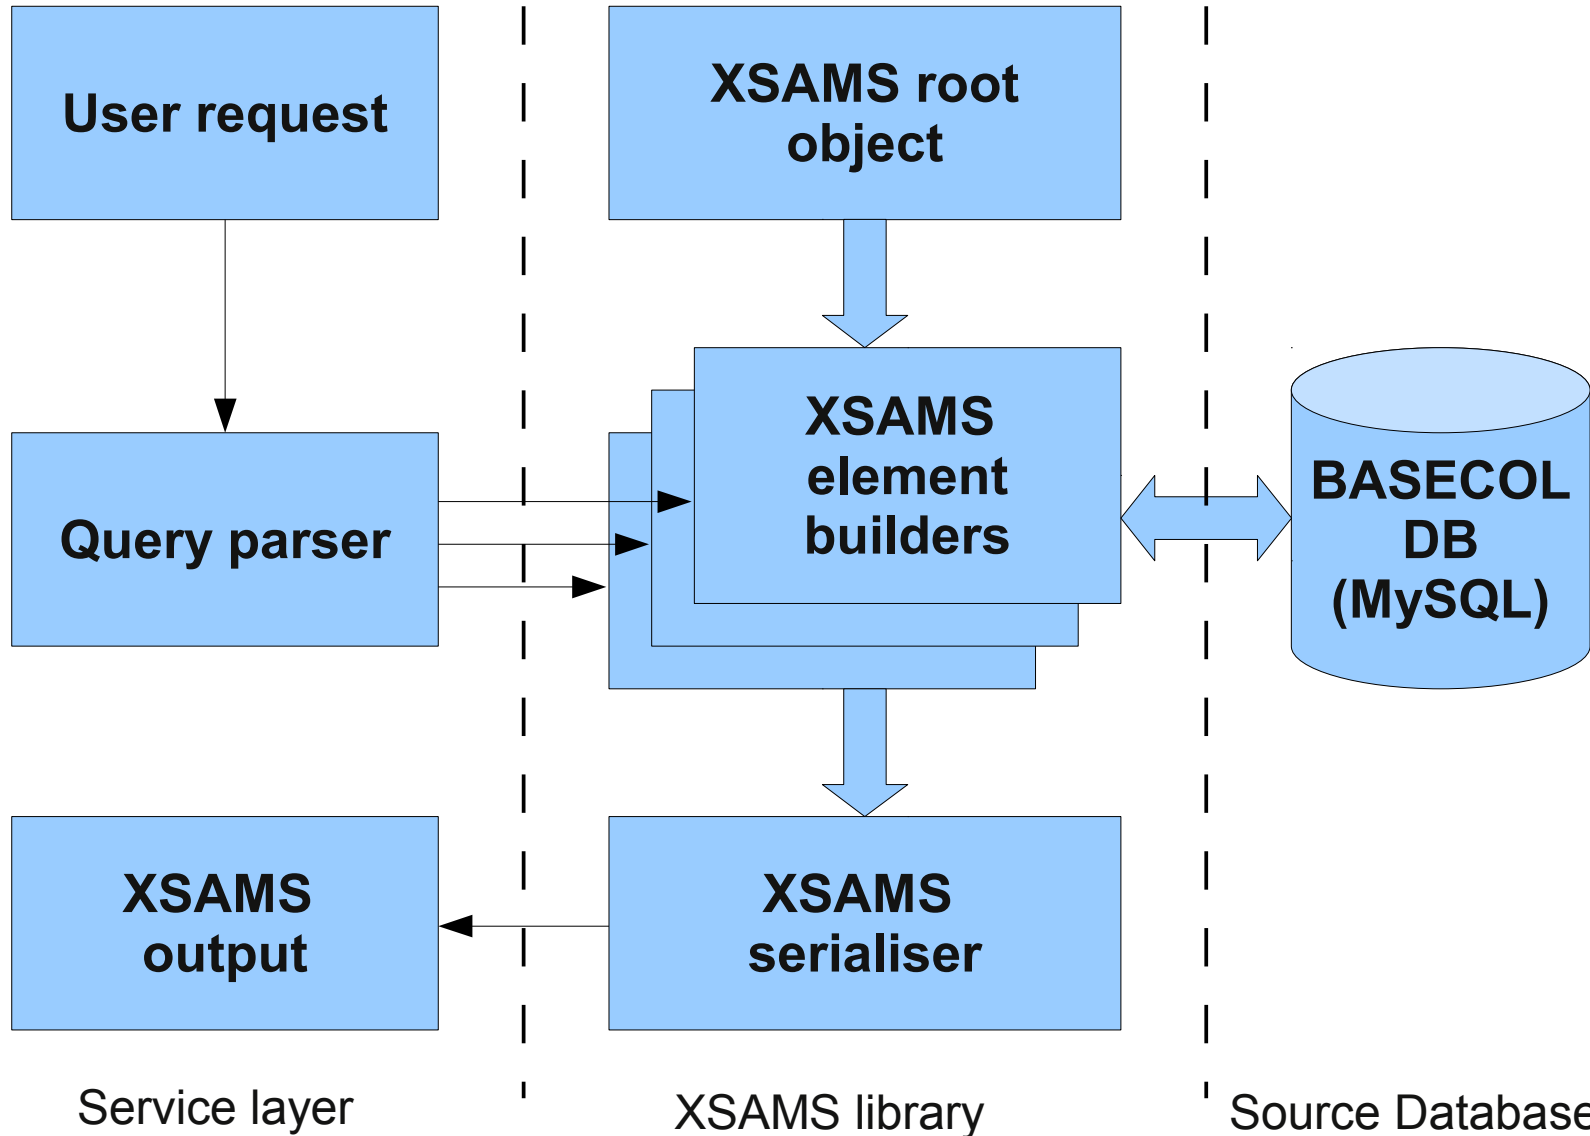 User request
XSAMS root
object
XSAMS
element
builders
Query parser
BASECOL
DB
(MySQL)
XSAMS
output
XSAMS
serialiser
Service layer
XSAMS library
Source Database